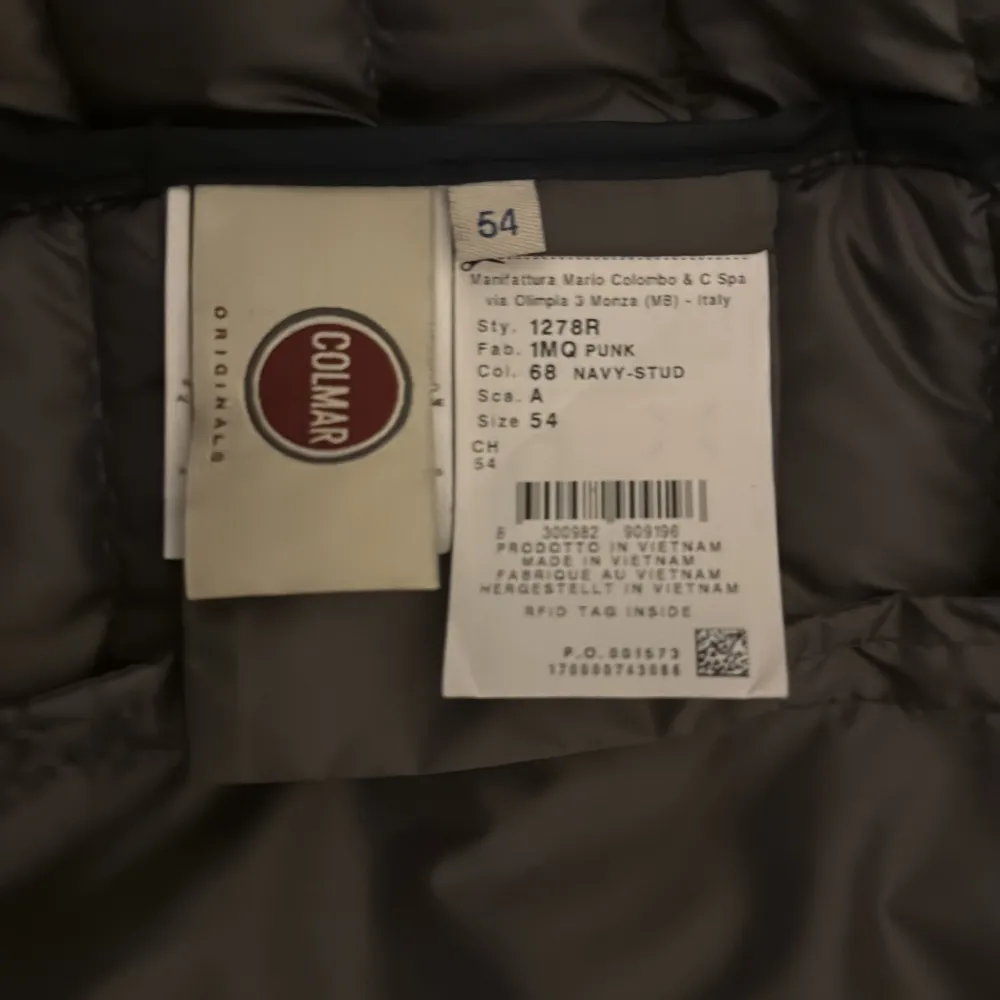 ORIGINALS
COLMAR
54
Manifattura Mario Colombo & C Spa
via Olimpia 3 Monza (MB) - Italy
Sty. 1278R
Fab. 1MQ PUNK
Col. 68 NAVY-STUD
Sca. A
Size 54
CH
54
8 300982 909196
PRODOTTO IN VIETNAM
MADE IN VIETNAM
FABRIQUE AU VIETNAM
HERGESTELLT IN VIETNAM
RFID TAG INSIDE
P.O. 001573